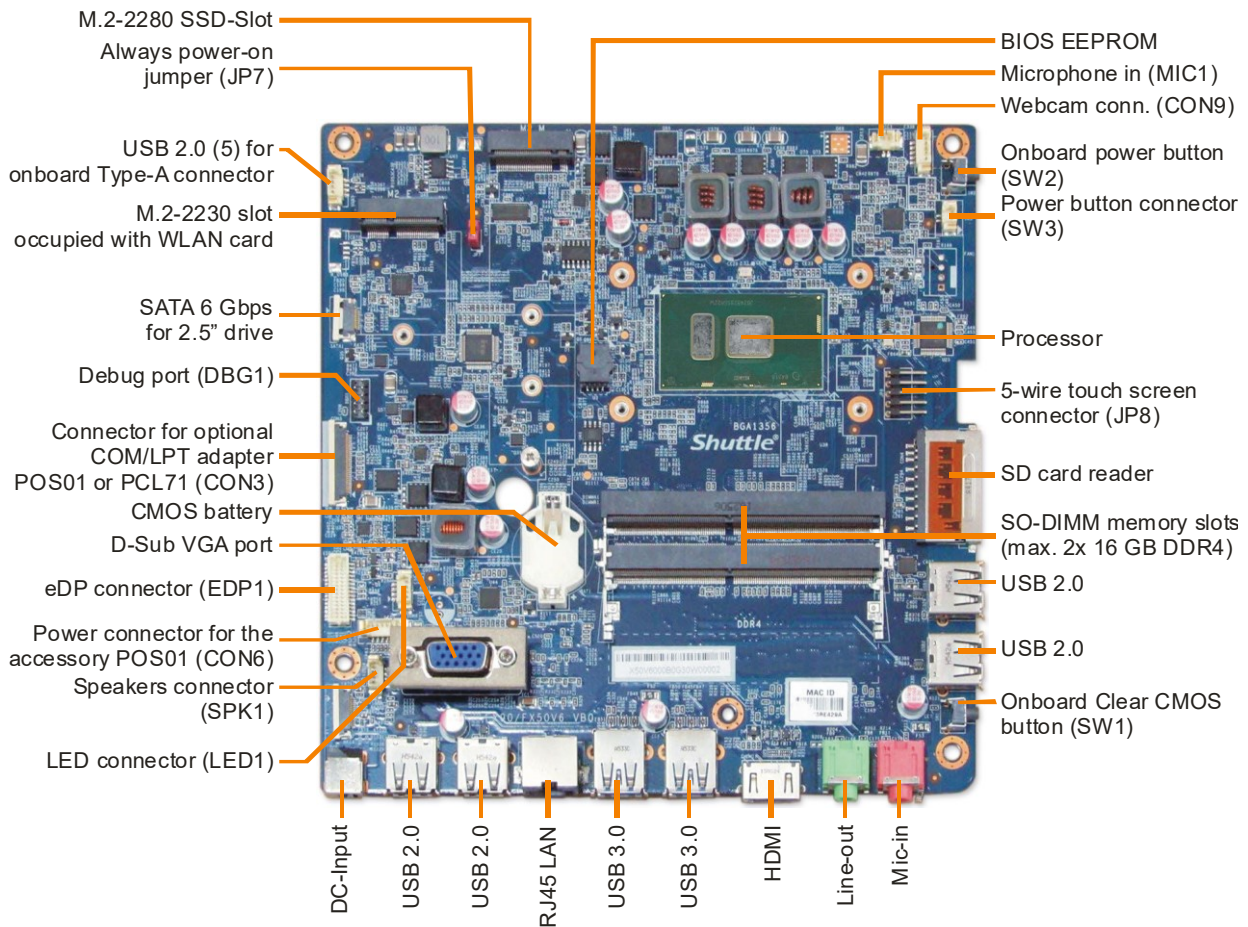 M.2-2280 SSD-Slot
Always power-on
jumper (JP7)
USB 2.0 (5) for
onboard Type-A connector
M.2-2230 slot
occupied with WLAN card
SATA 6 Gbps
for 2.5” drive
Debug port (DBG1)
Connector for optional
COM/LPT adapter
POS01 or PCL71 (CON3)
CMOS battery
D-Sub VGA port
eDP connector (EDP1)
Power connector for the
accessory POS01 (CON6)
Speakers connector
(SPK1)
LED connector (LED1)
BIOS EEPROM
Microphone in (MIC1)
Webcam conn. (CON9)
Onboard power button
(SW2)
Power button connector
(SW3)
Processor
5-wire touch screen
connector (JP8)
SD card reader
SO-DIMM memory slots
(max. 2x 16 GB DDR4)
USB 2.0
USB 2.0
Onboard Clear CMOS
button (SW1)
BGA1356
Shuttle
DDR4
MAC ID
DC-Input
USB 2.0
USB 2.0
RJ45 LAN
USB 3.0
USB 3.0
HDMI
Line-out
Mic-in